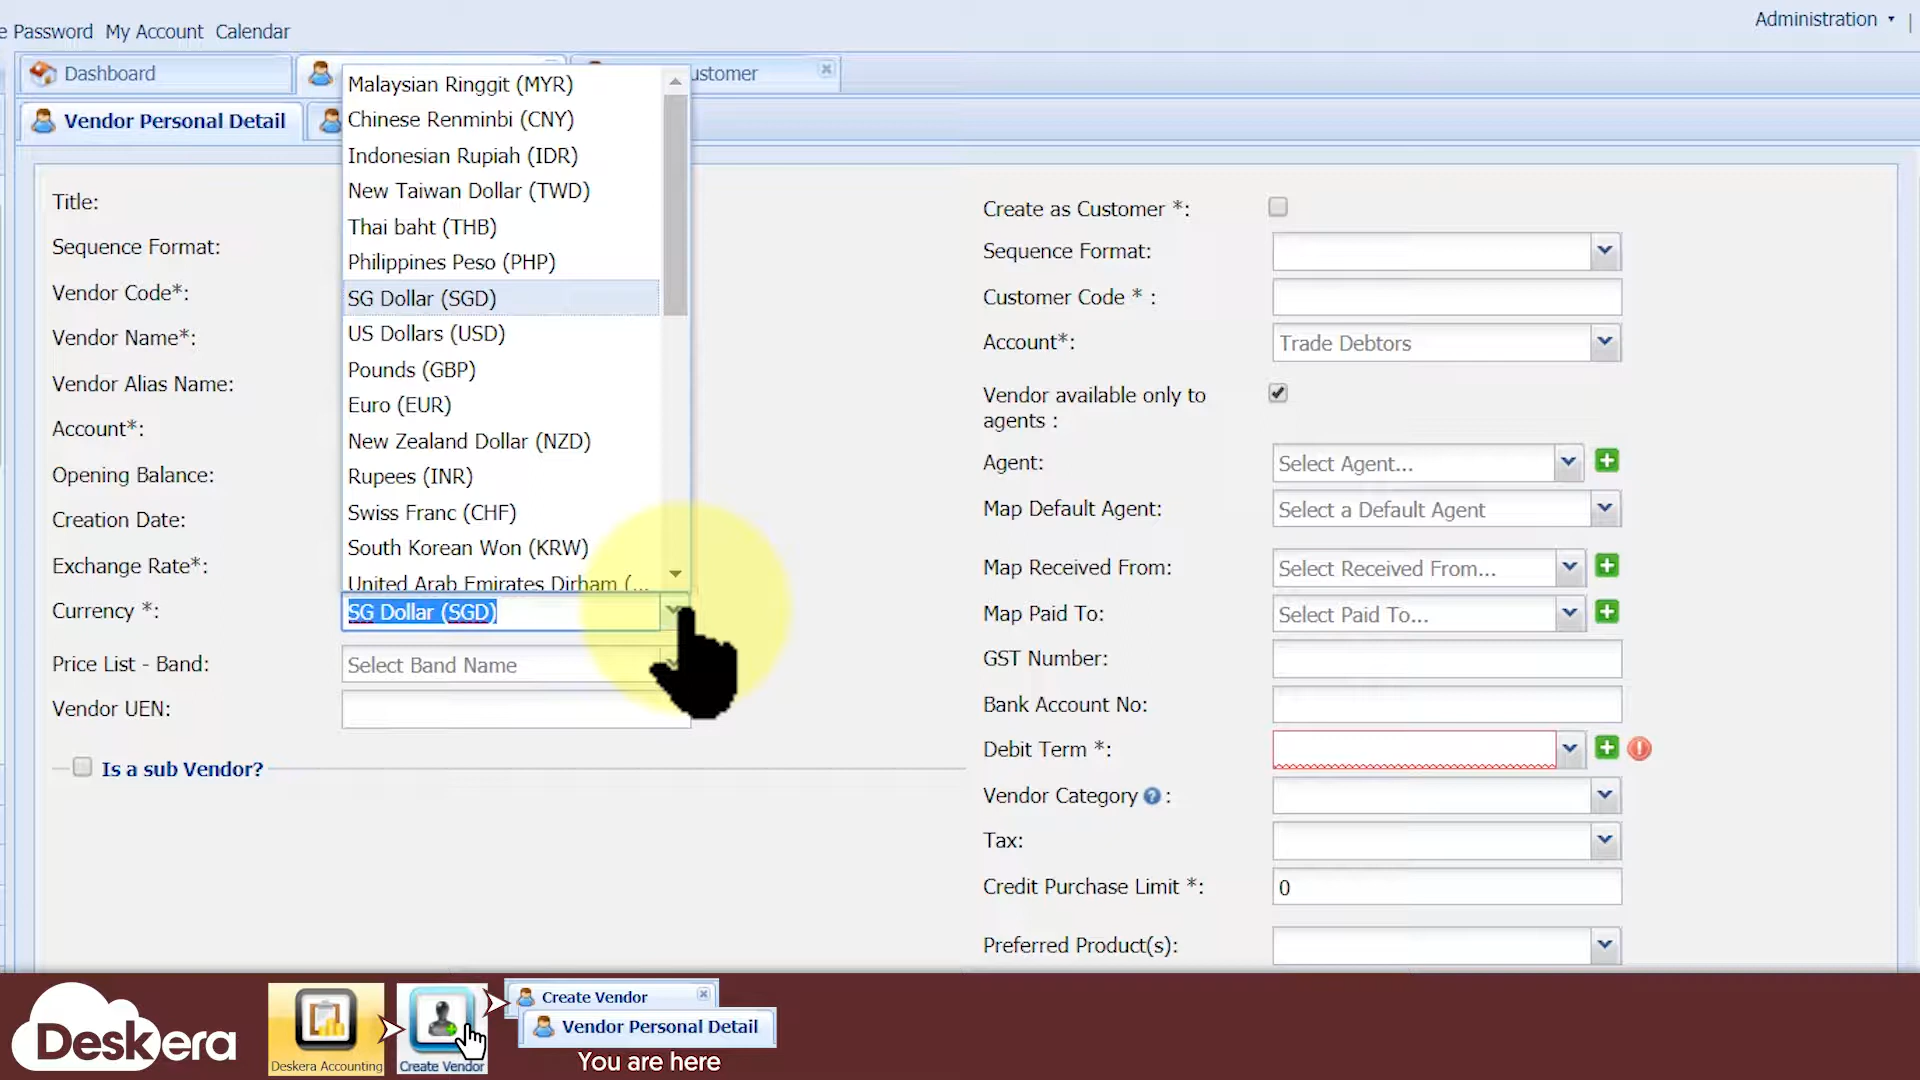 e Password My Account Calendar
Administration
Dashboard
ustomer
Vendor Personal Detail
Malaysian Ringgit (MYR)
Chinese Renminbi (CNY)
Indonesian Rupiah (IDR)
New Taiwan Dollar (TWD)
Thai baht (THB)
Philippines Peso (PHP)
SG Dollar (SGD)
US Dollars (USD)
Pounds (GBP)
Euro (EUR)
New Zealand Dollar (NZD)
Rupees (INR)
Swiss Franc (CHF)
South Korean Won (KRW)
United Arab Emirates Dirham (...
Title:
Sequence Format:
Vendor Code*:
Vendor Name*:
Vendor Alias Name:
Account*:
Opening Balance:
Creation Date:
Exchange Rate*:
Currency *: SG Dollar (SGD)
Price List - Band: Select Band Name
Vendor UEN:
Is a sub Vendor?
Create as Customer *:
Sequence Format:
Customer Code * :
Account*: Trade Debtors
Vendor available only to
agents :
Agent: Select Agent...
Map Default Agent: Select a Default Agent
Map Received From: Select Received From...
Map Paid To: Select Paid To...
GST Number:
Bank Account No:
Debit Term *:
Vendor Category ? :
Tax:
Credit Purchase Limit *: 0
Preferred Product(s):
Deskera
Deskera Accounting
Create Vendor
Create Vendor
Vendor Personal Detail
You are here